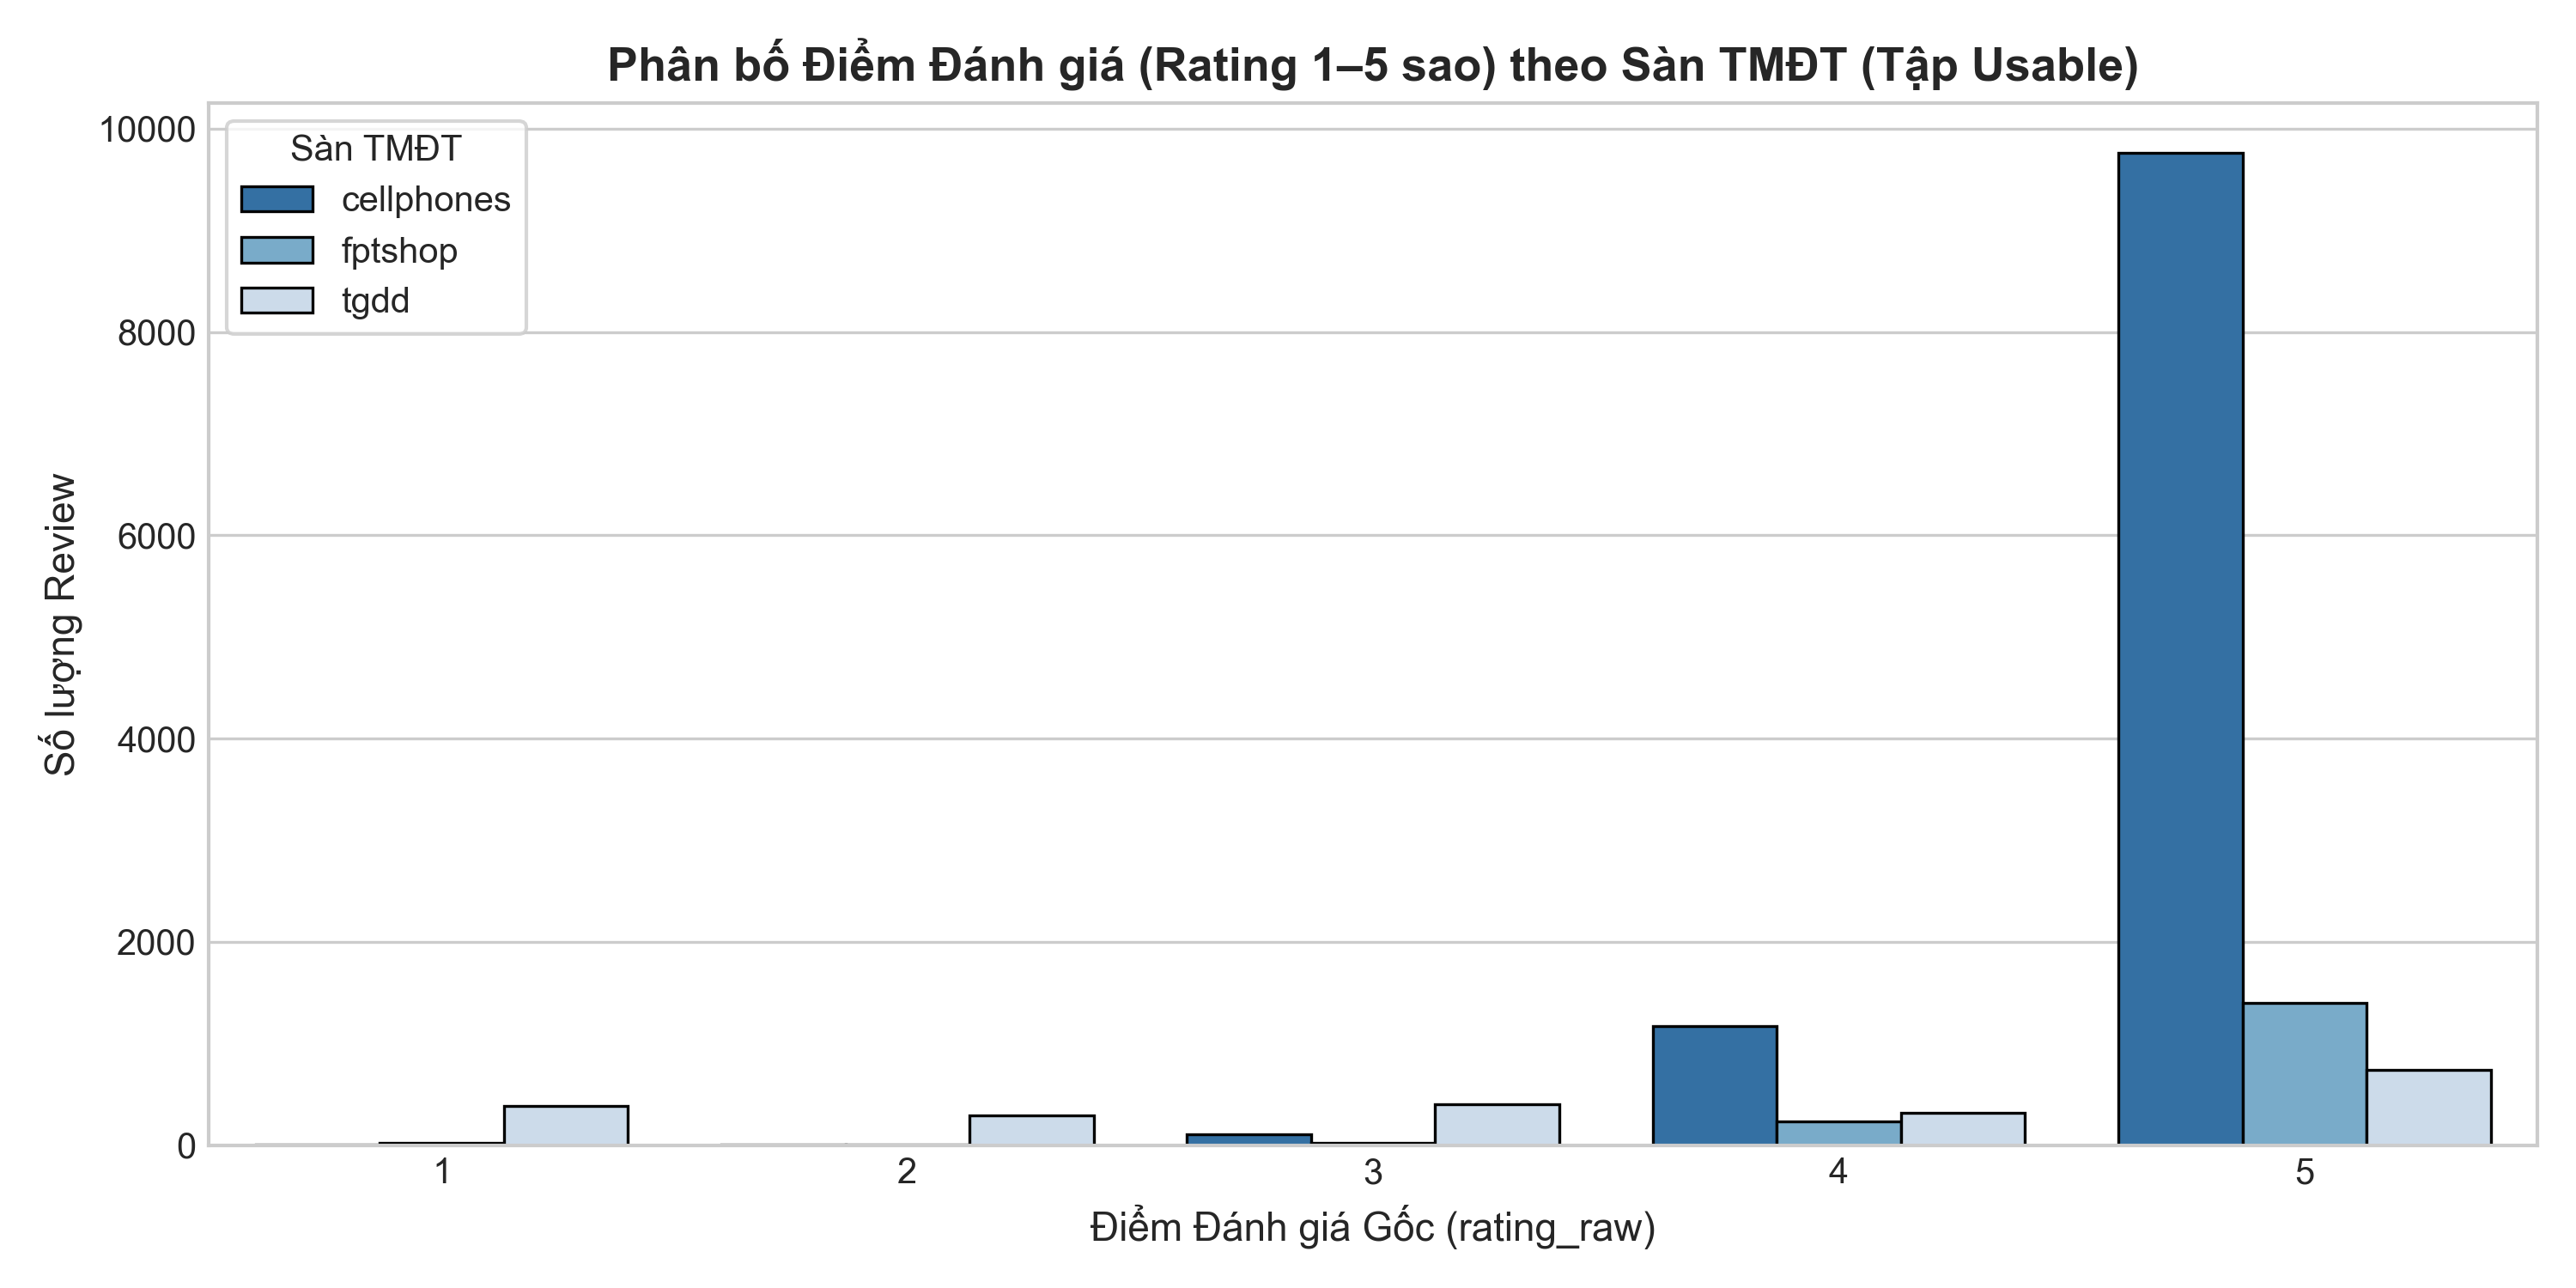 Phân bố Điểm Đánh giá (Rating 1–5 sao) theo Sàn TMĐT (Tập Usable)
Sàn TMĐT
cellphones
fptshop
tgdd
Số lượng Review
10000
8000
6000
4000
2000
0
1 2 3 4 5
Điểm Đánh giá Gốc (rating_raw)